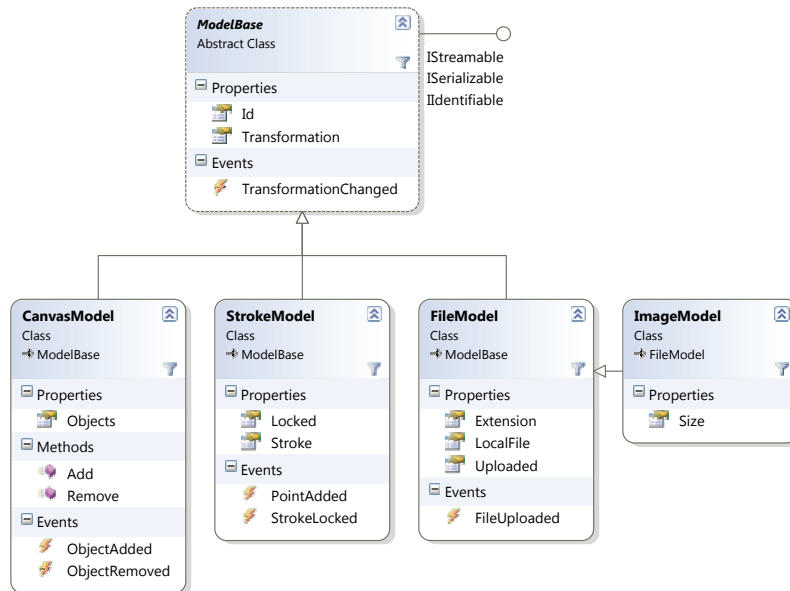 ModelBase
Abstract Class
IStreamable
ISerializable
IIdentifiable
Properties
Id
Transformation
Events
TransformationChanged
CanvasModel
Class
ModelBase
Properties
Objects
Methods
Add
Remove
Events
ObjectAdded
ObjectRemoved
StrokeModel
Class
ModelBase
Properties
Locked
Stroke
Events
PointAdded
StrokeLocked
FileModel
Class
ModelBase
Properties
Extension
LocalFile
Uploaded
Events
FileUploaded
ImageModel
Class
FileModel
Properties
Size